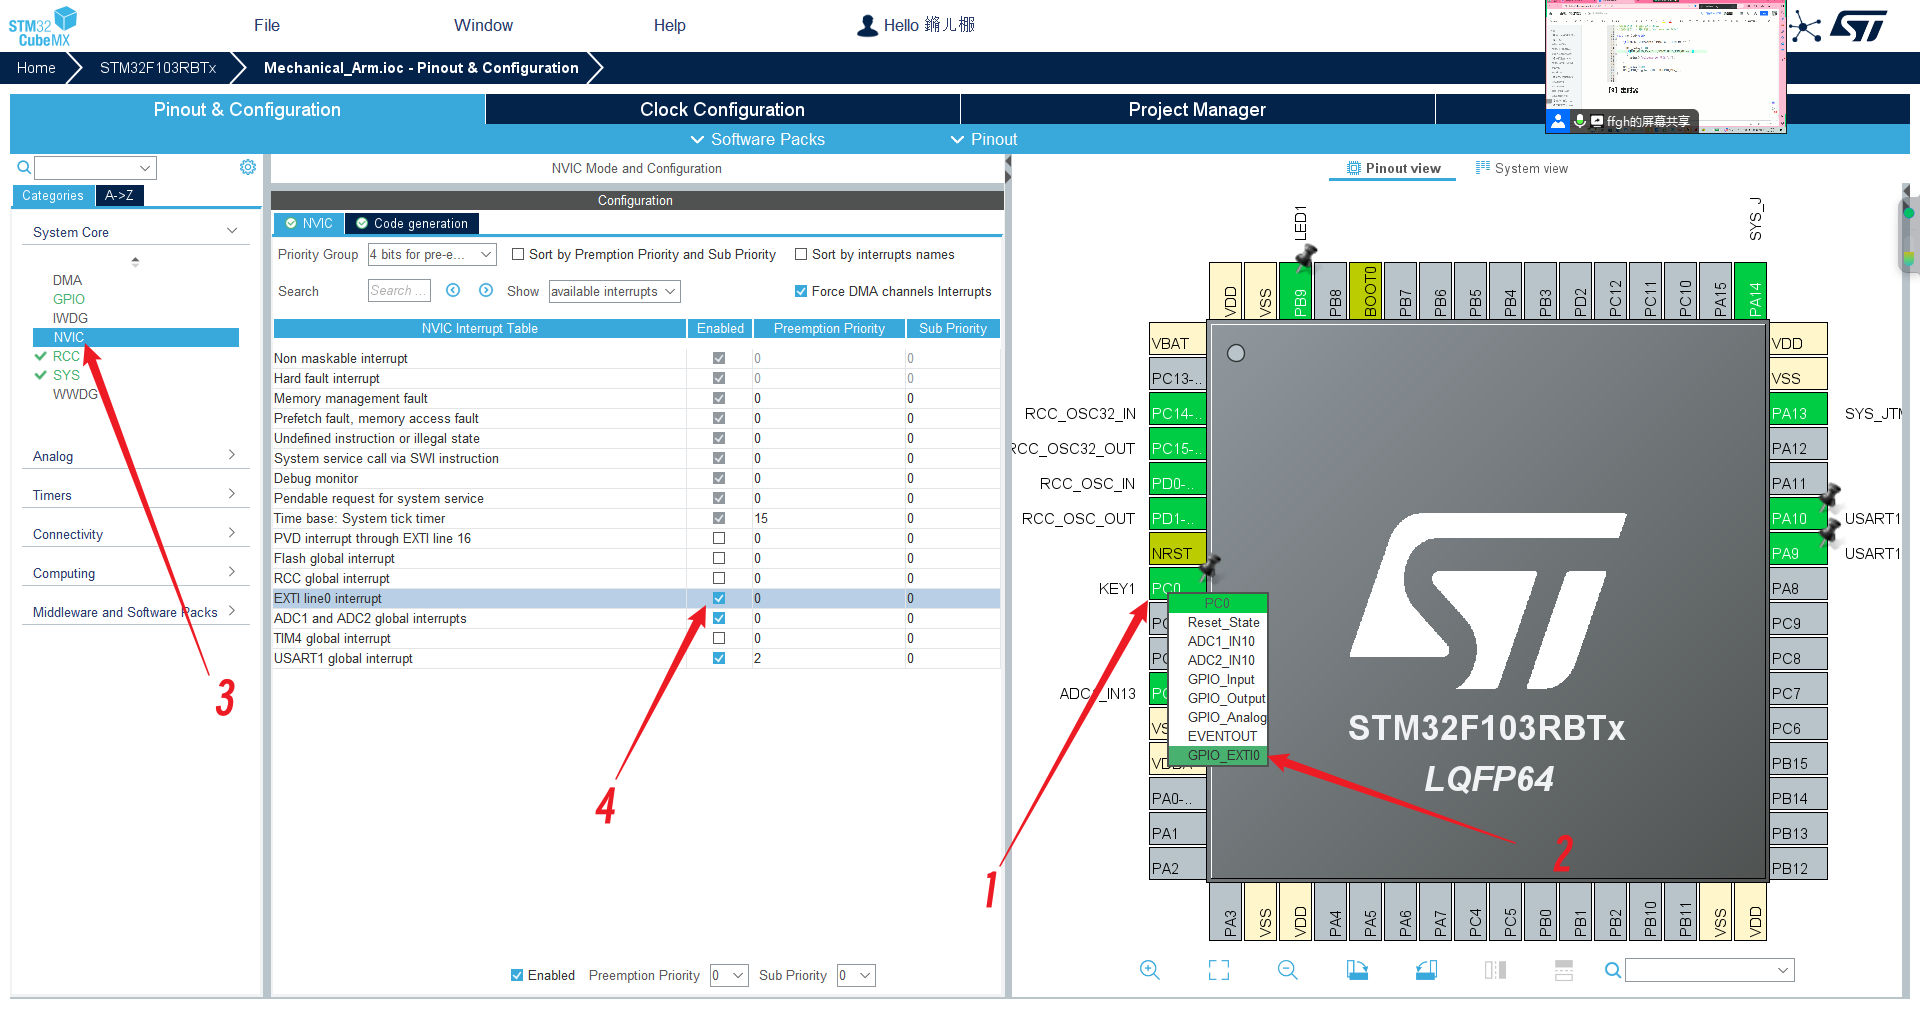 STM32
CubeMX
File
Window
Help
Hello 鏅儿椰
Home
STM32F103RBTx
Mechanical_Arm.ioc - Pinout & Configuration
ffgh的屏幕共享
Pinout & Configuration
Clock Configuration
Project Manager
Software Packs
Pinout
Categories
A->Z
System Core
DMA
GPIO
IWDG
NVIC
RCC
SYS
WWDG
Analog
Timers
Connectivity
Computing
Middleware and Software Packs
3
NVIC Mode and Configuration
Configuration
NVIC
Code generation
Priority Group
4 bits for pre-e...
Sort by Premption Priority and Sub Priority
Sort by interrupts names
Search
Search ...
Show
available interrupts
Force DMA channels Interrupts
NVIC Interrupt Table Enabled Preemption Priority Sub Priority
Non maskable interrupt 0 0
Hard fault interrupt 0 0
Memory management fault 0 0
Prefetch fault, memory access fault 0 0
Undefined instruction or illegal state 0 0
System service call via SWI instruction 0 0
Debug monitor 0 0
Pendable request for system service 0 0
Time base: System tick timer 15 0
PVD interrupt through EXTI line 16 0 0
Flash global interrupt 0 0
RCC global interrupt 0 0
EXTI line0 interrupt 0 0
ADC1 and ADC2 global interrupts 0 0
TIM4 global interrupt 0 0
USART1 global interrupt 2 0
4
Enabled
Preemption Priority
0
Sub Priority
0
Pinout view
System view
LED1
SYS_J
VDD
VSS
PB9
PB8
BOOT0
PB7
PB6
PB5
PB4
PB3
PD2
PC12
PC11
PC10
PA15
PA14
VBAT
PC13-..
RCC_OSC32_IN
PC14-..
RCC_OSC32_OUT
PC15-..
RCC_OSC_IN
PD0-..
RCC_OSC_OUT
PD1-..
NRST
KEY1
PC0
PC0
Reset_State
ADC1_IN10
ADC2_IN10
GPIO_Input
GPIO_Output
GPIO_Analog
EVENTOUT
GPIO_EXTI0
PA0-..
PA1
PA2
1
2
ST
STM32F103RBTx
LQFP64
VDD
VSS
PA13
SYS_JTM
PA12
PA11
PA10
USART1
PA9
USART1
PA8
PC9
PC8
PC7
PC6
PB15
PB14
PB13
PB12
PA3
VSS
VDD
PA4
PA5
PA6
PA7
PC4
PC5
PB0
PB1
PB2
PB10
PB11
VSS
VDD